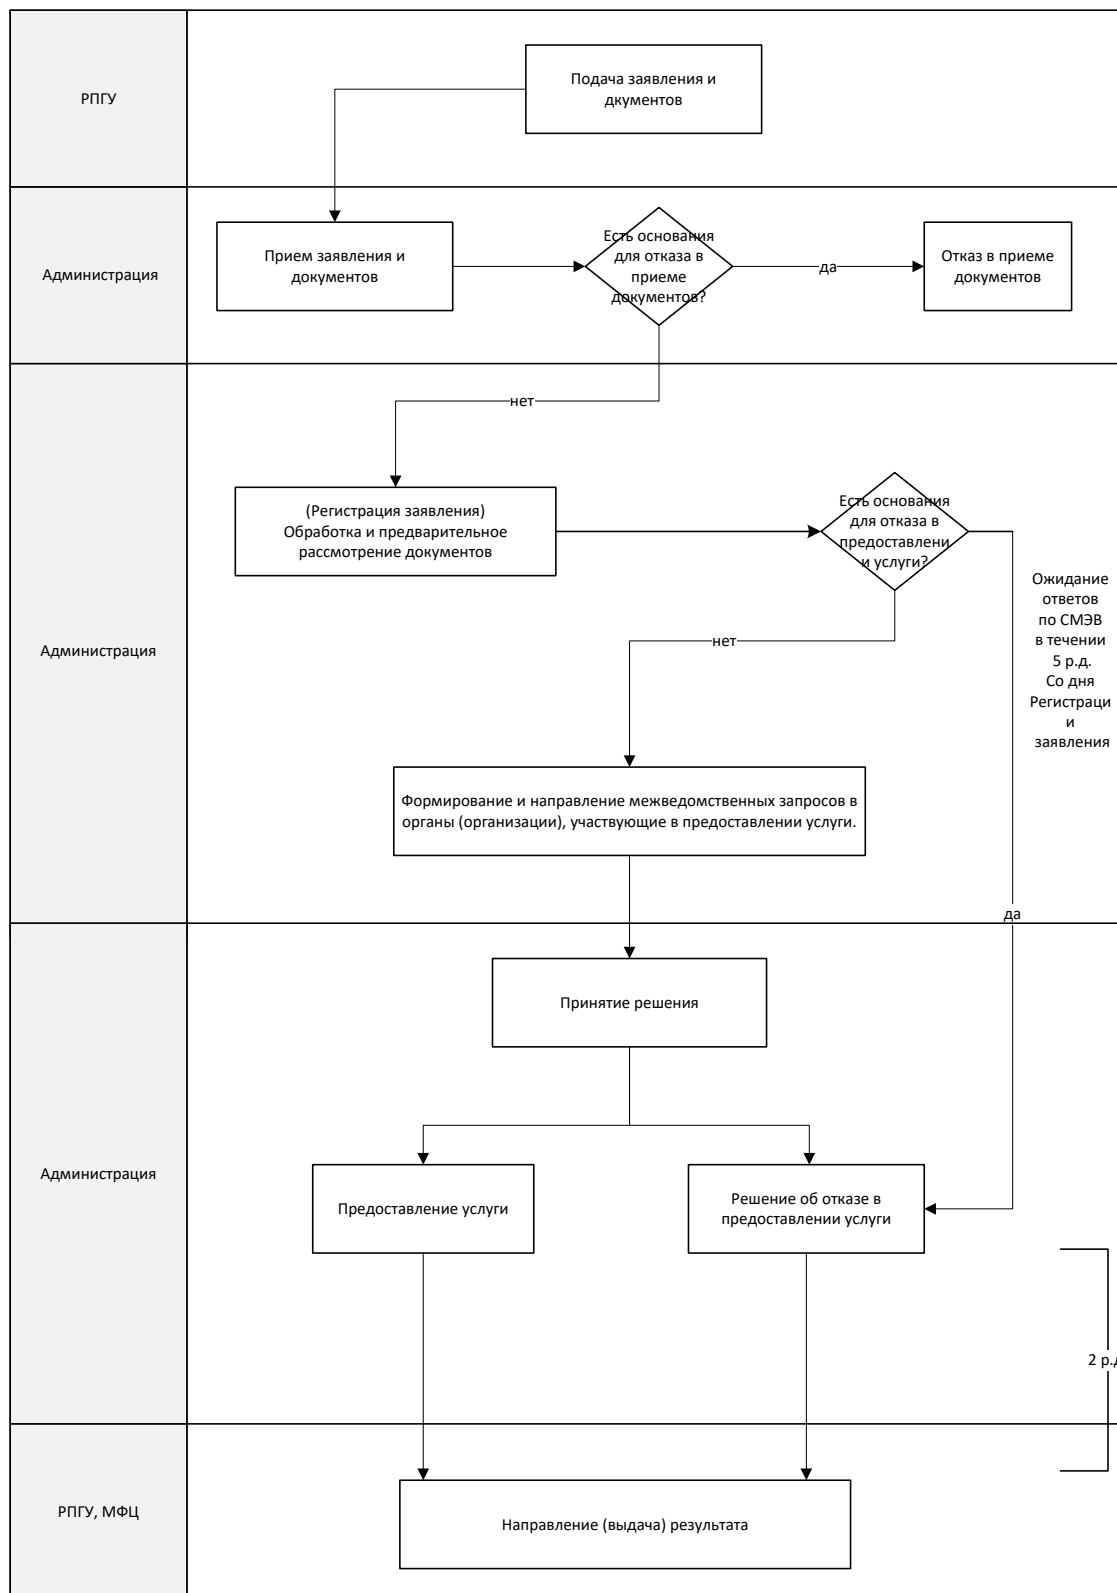 РПГУ
Подача заявления и
дкументов
Администрация
Прием заявления и
документов
Есть основания
для отказа в
приеме
документов?
да
Отказ в приеме
документов
нет
Администрация
(Регистрация заявления)
Обработка и предварительное
рассмотрение документов
Есть основания
для отказа в
предоставлени
и услуги?
нет
Ожидание
ответов
по СМЭВ
в течении
5 р.д.
Со дня
Регистраци
и
заявления
Формирование и направление межведомственных запросов в
органы (организации), участвующие в предоставлении услуги.
да
Администрация
Принятие решения
Предоставление услуги
Решение об отказе в
предоставлении услуги
2 р.д
РПГУ, МФЦ
Направление (выдача) результата